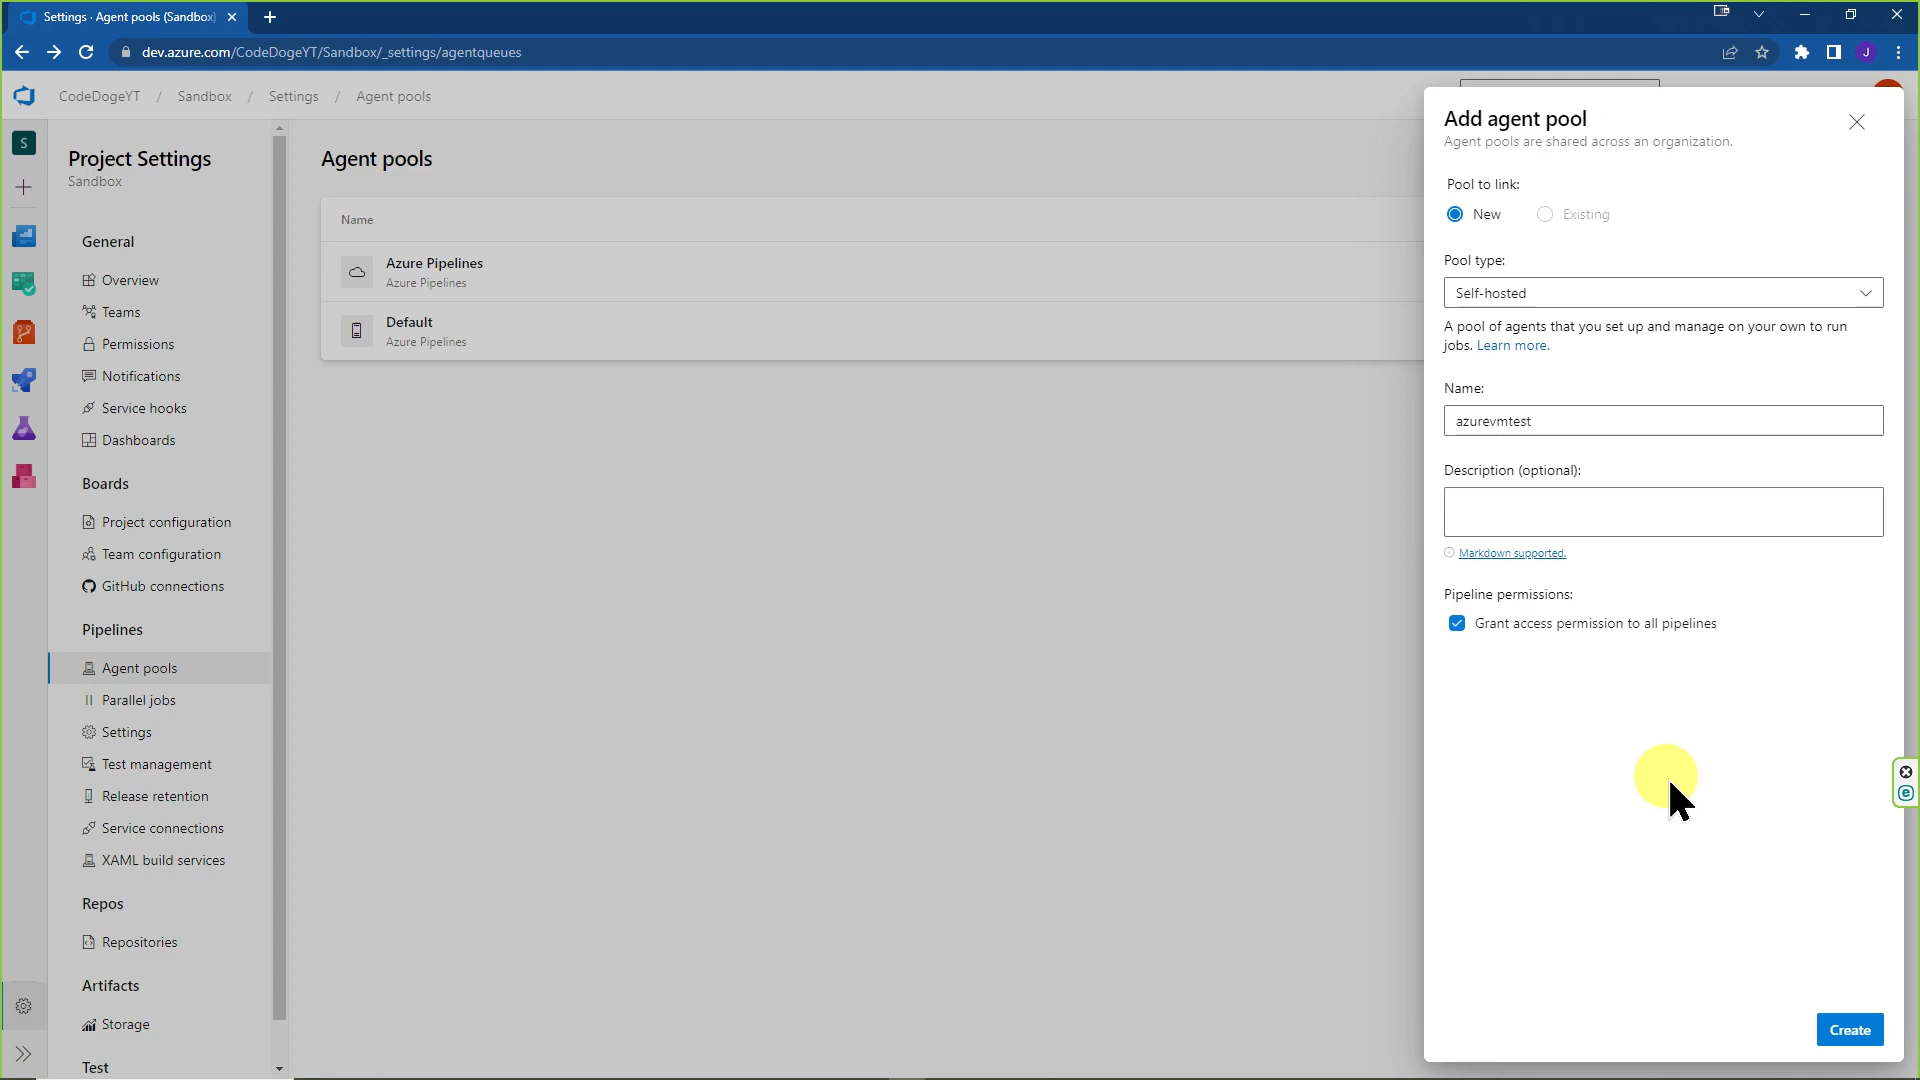 Settings · Agent pools (Sandbox)
dev.azure.com/CodeDogeYT/Sandbox/_settings/agentqueues
J
CodeDogeYT / Sandbox / Settings / Agent pools
S
Project Settings
Sandbox
General
Overview
Teams
Permissions
Notifications
Service hooks
Dashboards
Boards
Project configuration
Team configuration
GitHub connections
Pipelines
Agent pools
Parallel jobs
Settings
Test management
Release retention
Service connections
XAML build services
Repos
Repositories
Artifacts
Storage
Test
Agent pools
Name
Azure Pipelines
Azure Pipelines
Default
Azure Pipelines
Add agent pool
Agent pools are shared across an organization.
Pool to link:
New
Existing
Pool type:
Self-hosted
A pool of agents that you set up and manage on your own to run
jobs. Learn more.
Name:
azurevmtest
Description (optional):
Markdown supported.
Pipeline permissions:
Grant access permission to all pipelines
Create